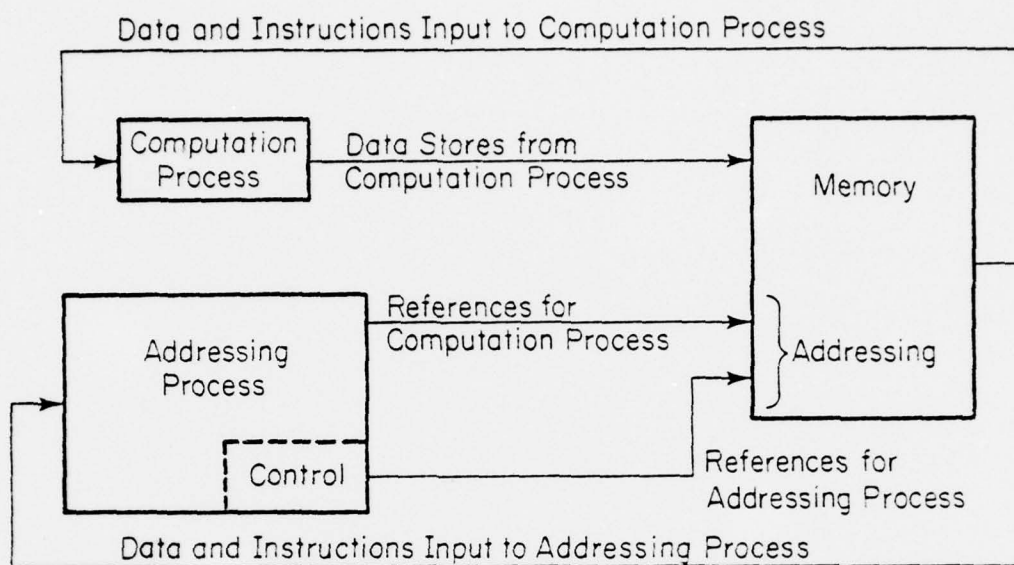 Data and Instructions Input to Computation Process
Computation
Process
Data Stores from
Computation Process
Memory
References for
Computation Process
Addressing
Process
Addressing
Control
References for
Addressing Process
Data and Instructions Input to Addressing Process